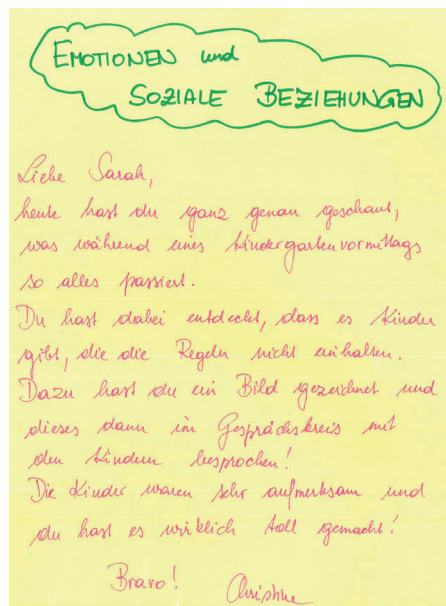 EMOTIONEN und
SOZIALE BEZIEHUNGEN
Liebe Sarah,
heute hast du ganz genau geschaut,
was während eines Kindergartenvormittags
so alles passiert.
Du hast dabei entdeckt, dass es Kinder
gibt, die die Regeln nicht einhalten.
Dazu hast du ein Bild gezeichnet und
dieses dann im Gesprächskreis mit
den Kindern besprochen!
Die Kinder waren sehr aufmerksam und
du hast es wirklich toll gemacht!
Bravo! Christine